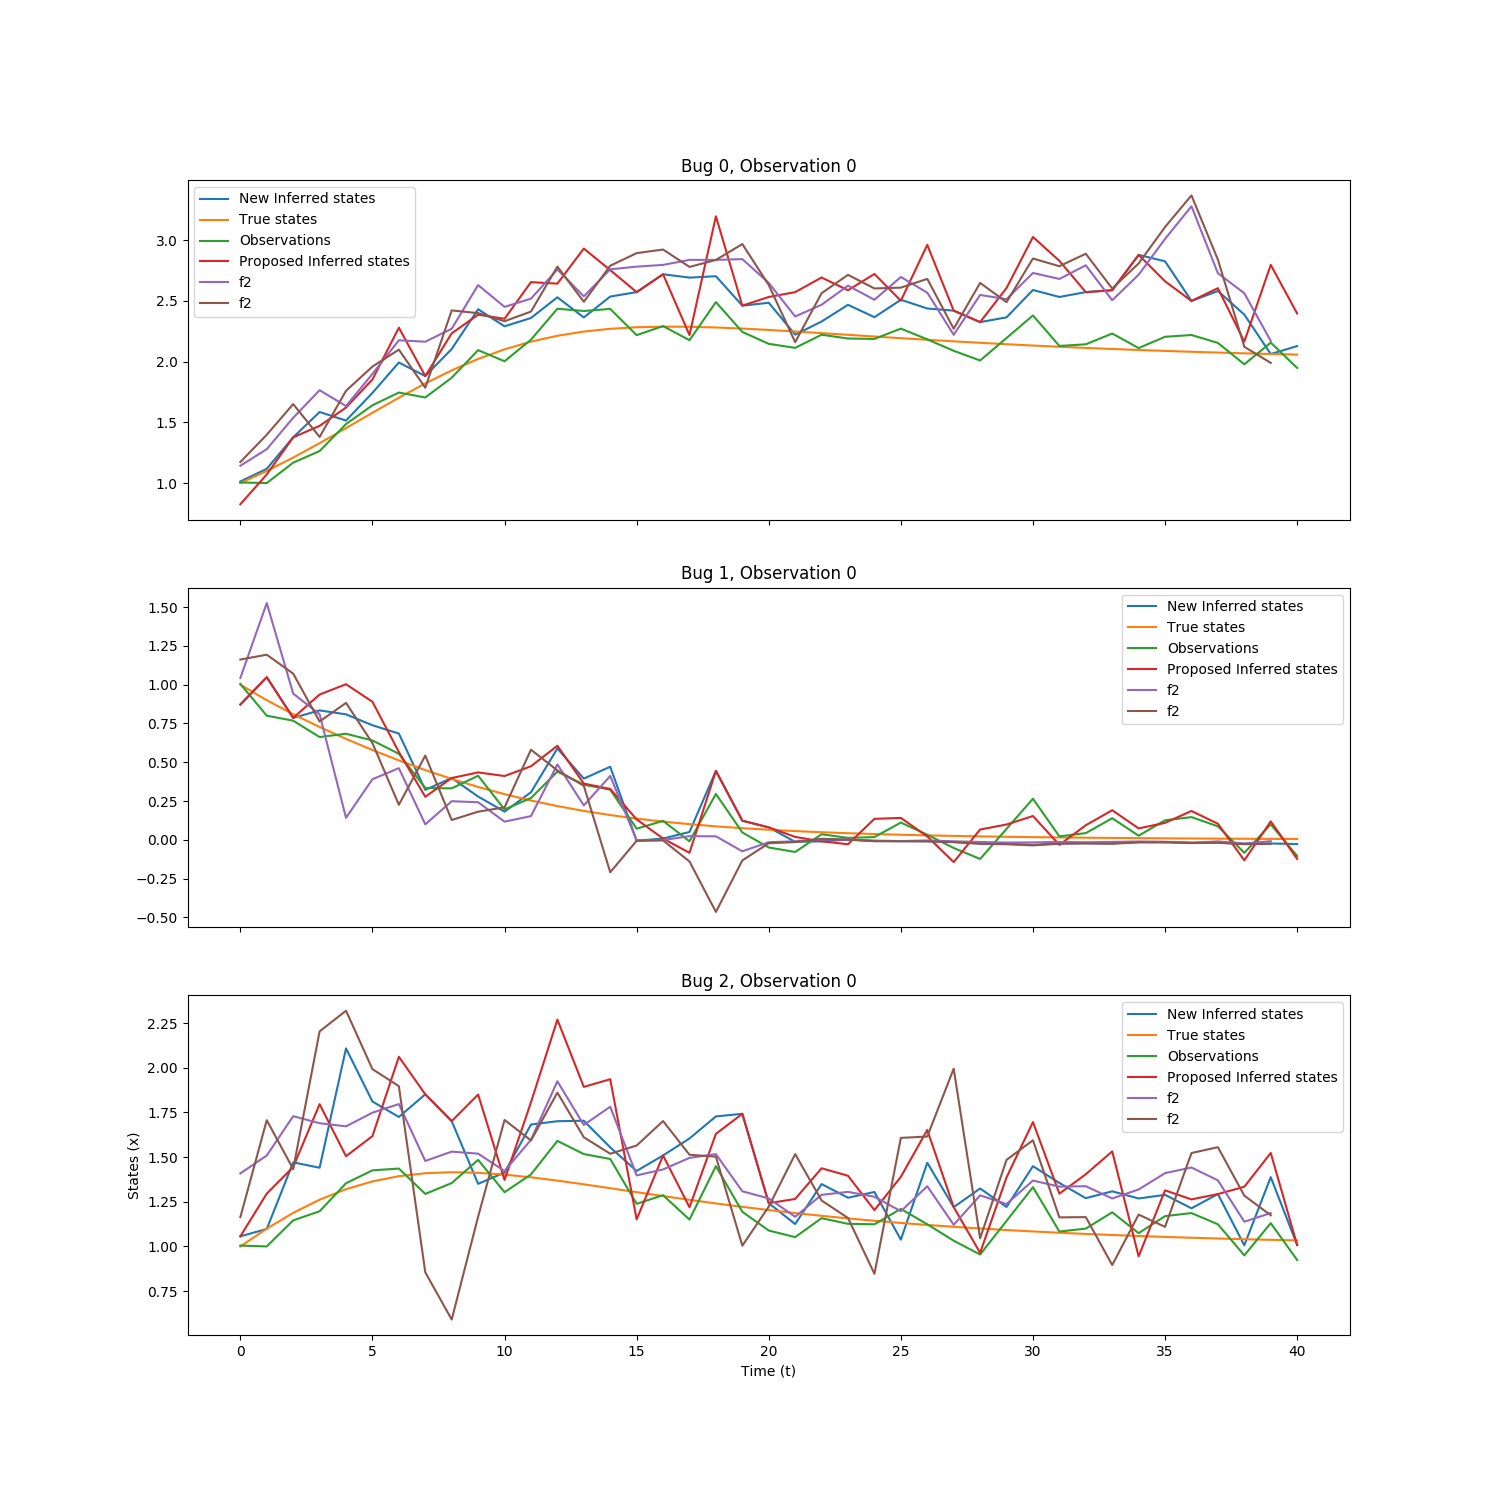 Bug 0, Observation 0
New Inferred states
True states
Observations
Proposed Inferred states
f2
f2
3.0
2.5
2.0
1.5
1.0
Bug 1, Observation 0
New Inferred states
True states
Observations
Proposed Inferred states
f2
f2
1.50
1.25
1.00
0.75
0.50
0.25
0.00
−0.25
−0.50
Bug 2, Observation 0
New Inferred states
True states
Observations
Proposed Inferred states
f2
f2
2.25
2.00
1.75
1.50
1.25
1.00
0.75
States (x)
0 5 10 15 20 25 30 35 40
Time (t)